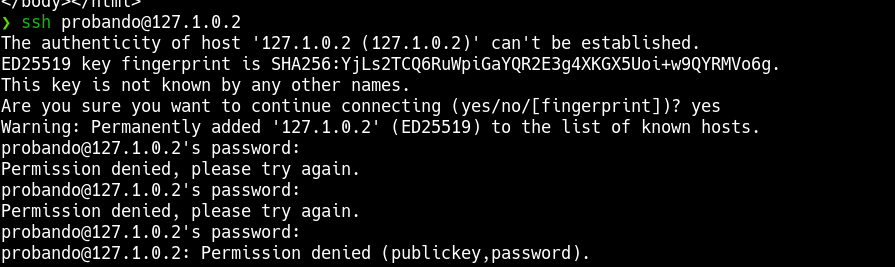 </body></html>
❯ ssh probando@127.1.0.2
The authenticity of host '127.1.0.2 (127.1.0.2)' can't be established.
ED25519 key fingerprint is SHA256:YjLs2TCQ6RuWpiGaYQR2E3g4XKGX5Uoi+w9QYRMVo6g.
This key is not known by any other names.
Are you sure you want to continue connecting (yes/no/[fingerprint])? yes
Warning: Permanently added '127.1.0.2' (ED25519) to the list of known hosts.
probando@127.1.0.2's password:
Permission denied, please try again.
probando@127.1.0.2's password:
Permission denied, please try again.
probando@127.1.0.2's password:
probando@127.1.0.2: Permission denied (publickey,password).